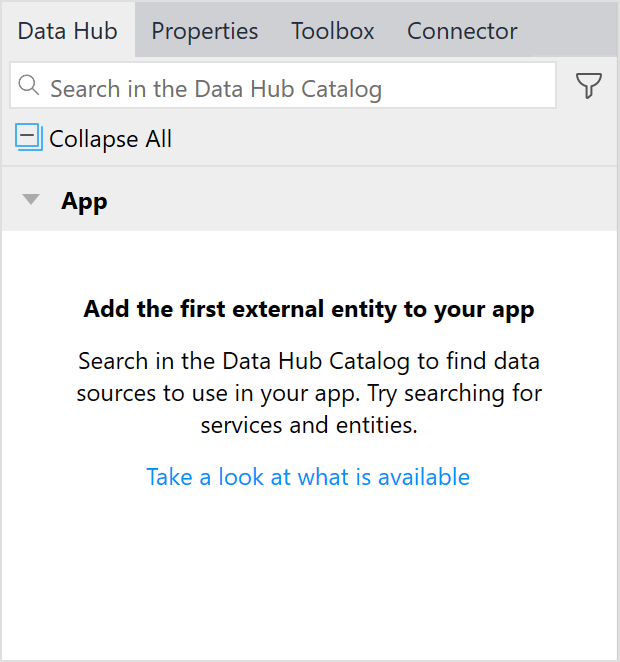 Data Hub Properties Toolbox Connector
Search in the Data Hub Catalog
Collapse All
App
Add the first external entity to your app
Search in the Data Hub Catalog to find data
sources to use in your app. Try searching for
services and entities.
Take a look at what is available